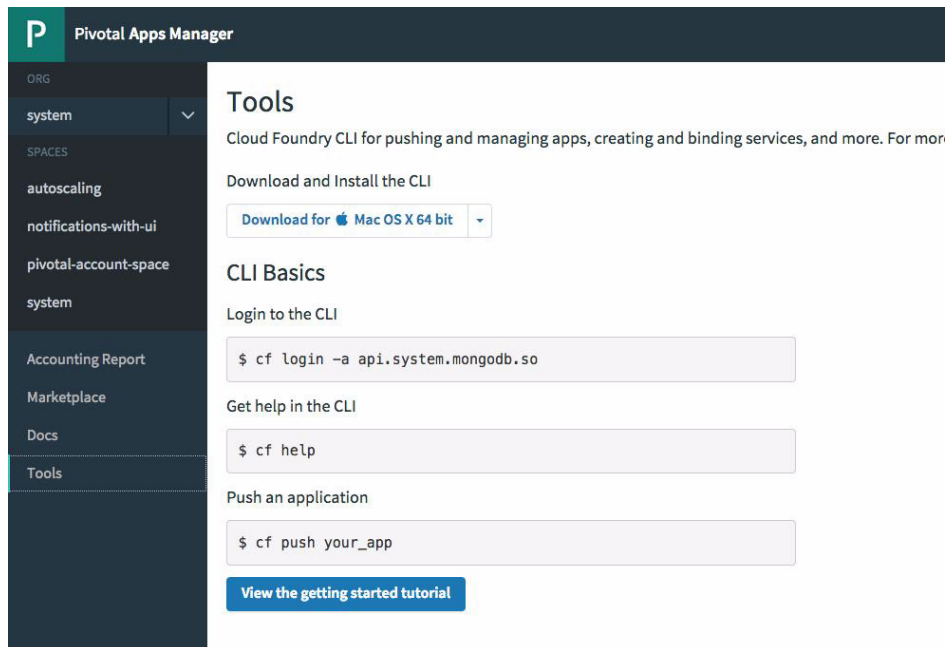 P Pivotal Apps Manager
ORG
system
SPACES
autoscaling
notifications-with-ui
pivotal-account-space
system
Accounting Report
Marketplace
Docs
Tools
Tools
Cloud Foundry CLI for pushing and managing apps, creating and binding services, and more. For
Download and Install the CLI
Download for Mac OS X 64 bit
CLI Basics
Login to the CLI
$ cf login -a api.system.mongodb.so
Get help in the CLI
$ cf help
Push an application
$ cf push your_app
View the getting started tutorial